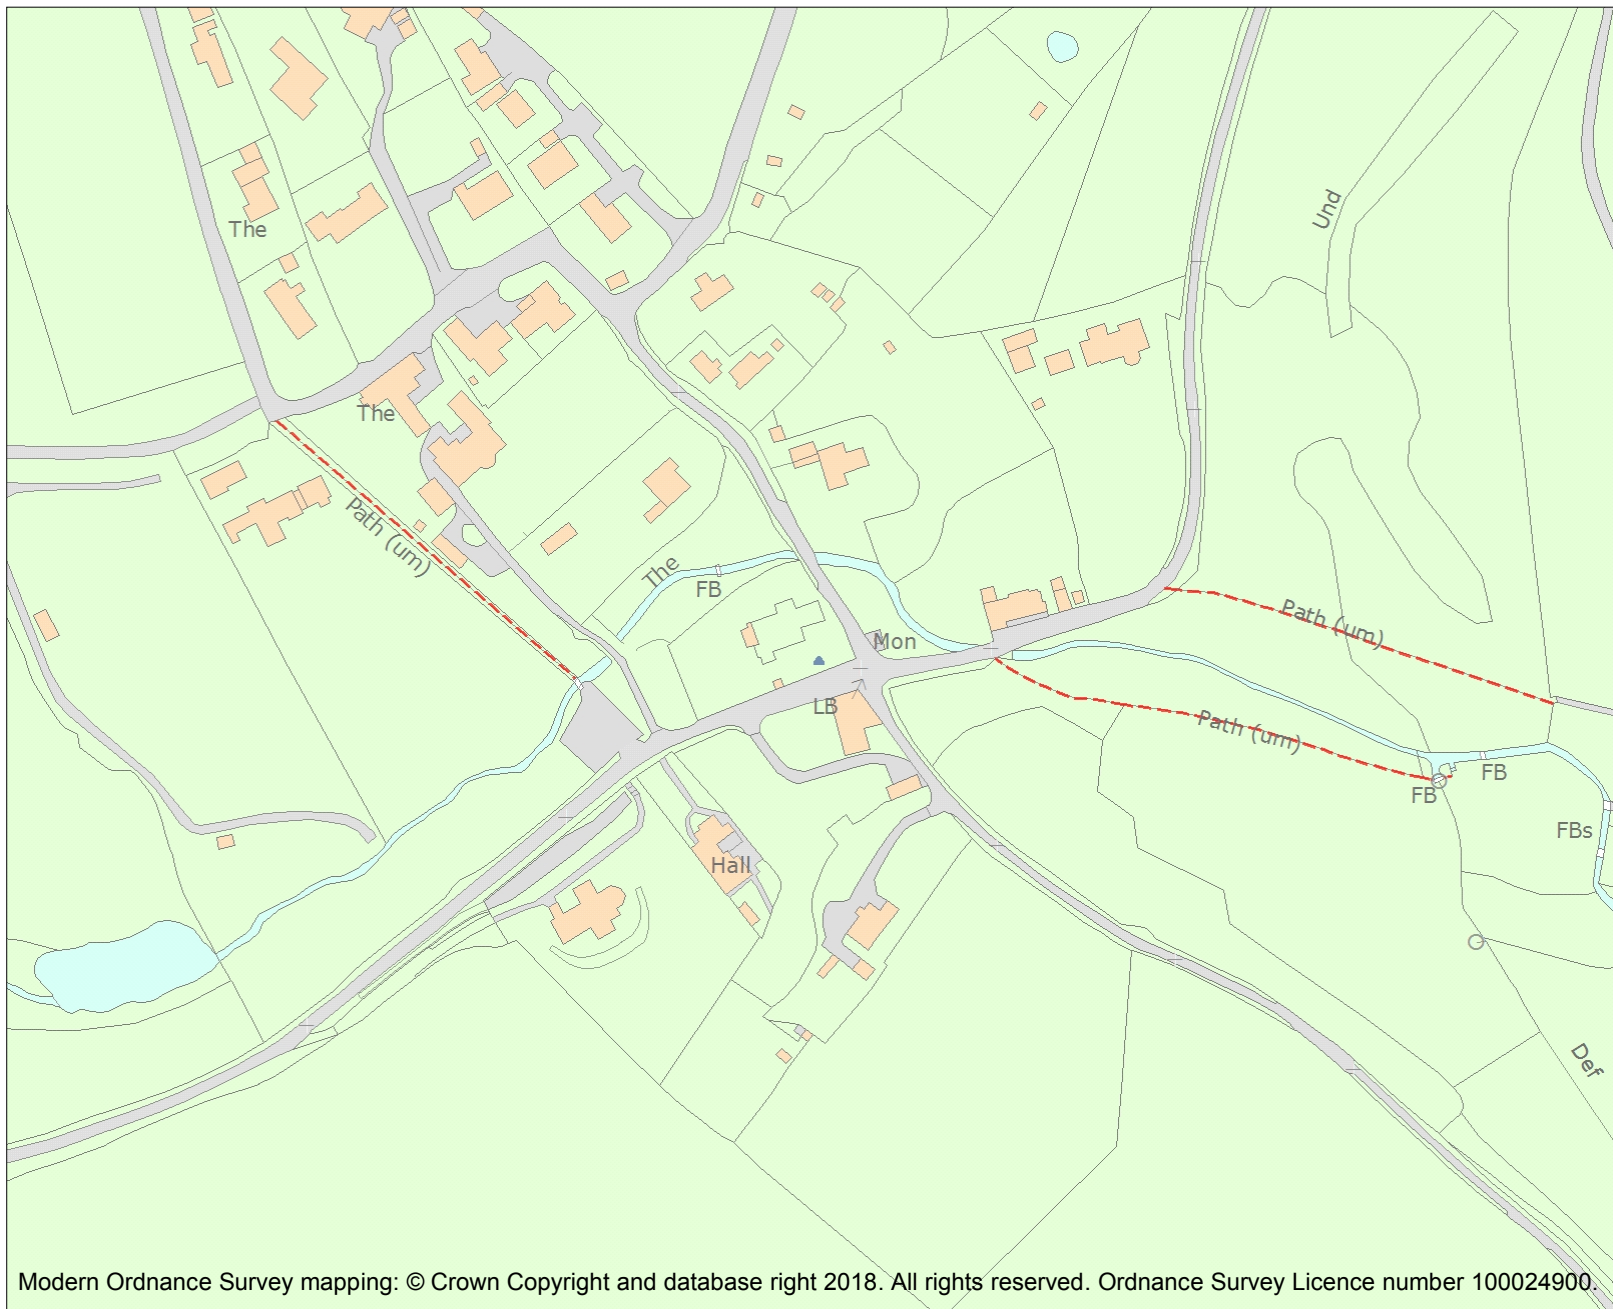 Und
The
The
Path (um)
The
FB
Path (um)
Mon
LB
Path (um)
FB
FB
FBs
Hall
Def
Modern Ordnance Survey mapping: © Crown Copyright and database right 2018. All rights reserved. Ordnance Survey Licence number 100024900.